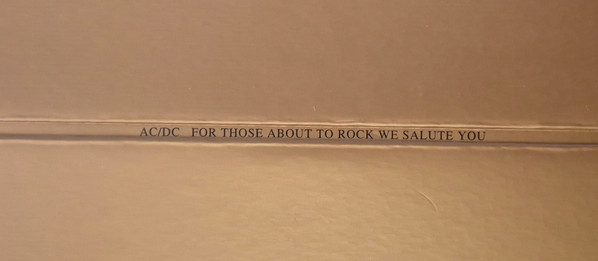 AC/DC FOR THOSE ABOUT TO ROCK WE SALUTE YOU